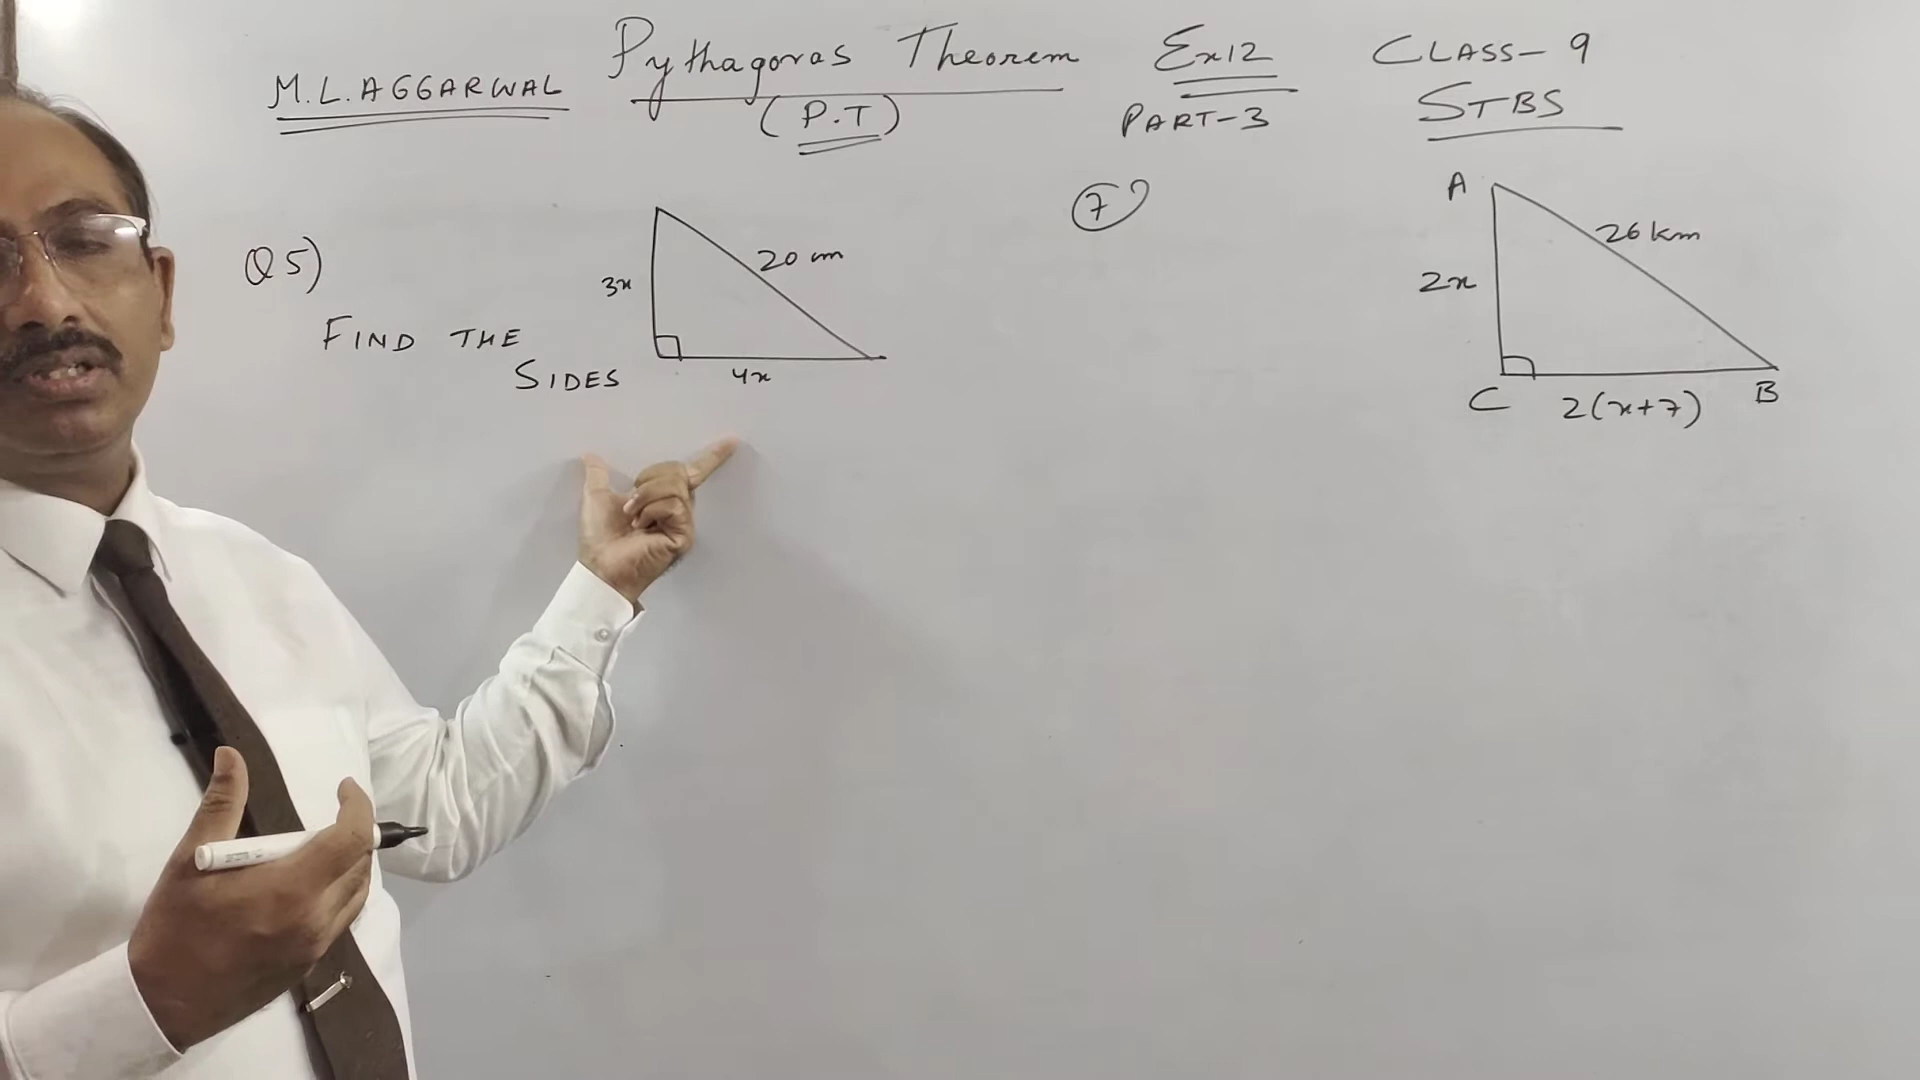 M.L.AGGARWAL Pythagoras Theorem Ex12 CLASS-9
(P.T) PART-3 STBS
Q5)
FIND THE
SIDES
3x
20 cm
4x
7
A
26 km
2x
C
2(x+7)
B